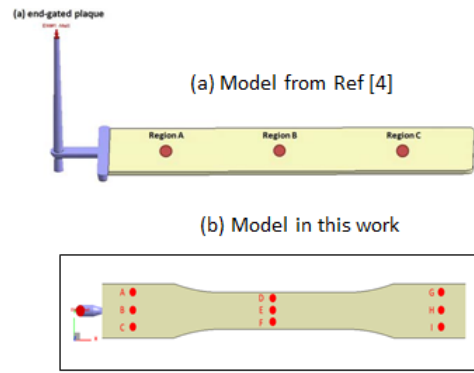 (a) end-gated plaque
(a) Model from Ref [4]
Region A Region B Region C
(b) Model in this work
A D G
B E H
C F I